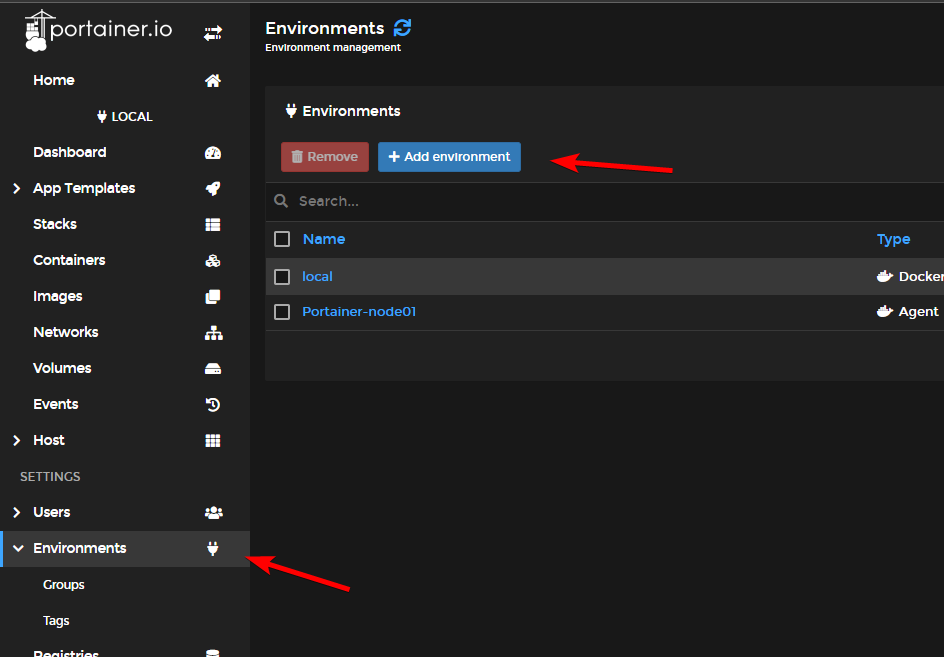 portainer.io
Home
LOCAL
Dashboard
App Templates
Stacks
Containers
Images
Networks
Volumes
Events
Host
SETTINGS
Users
Environments
Groups
Tags
Registries
Environments
Environment management
Environments
Remove
Add environment
Search...
Name Type
local Docker
Portainer-node01 Agent